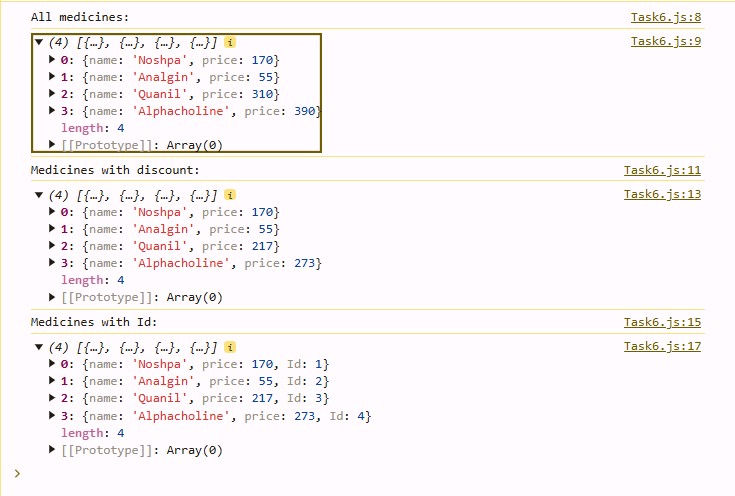 All medicines: Task6.js:8
▼ (4) [{…}, {…}, {…}, {…}] i Task6.js:9
▶ 0: {name: 'Noshpa', price: 170}
▶ 1: {name: 'Analgin', price: 55}
▶ 2: {name: 'Quanil', price: 310}
▶ 3: {name: 'Alphacholine', price: 390}
length: 4
▶ [[Prototype]]: Array(0)
Medicines with discount: Task6.js:11
▼ (4) [{…}, {…}, {…}, {…}] i Task6.js:13
▶ 0: {name: 'Noshpa', price: 170}
▶ 1: {name: 'Analgin', price: 55}
▶ 2: {name: 'Quanil', price: 217}
▶ 3: {name: 'Alphacholine', price: 273}
length: 4
▶ [[Prototype]]: Array(0)
Medicines with Id: Task6.js:15
▼ (4) [{…}, {…}, {…}, {…}] i Task6.js:17
▶ 0: {name: 'Noshpa', price: 170, Id: 1}
▶ 1: {name: 'Analgin', price: 55, Id: 2}
▶ 2: {name: 'Quanil', price: 217, Id: 3}
▶ 3: {name: 'Alphacholine', price: 273, Id: 4}
length: 4
▶ [[Prototype]]: Array(0)
>